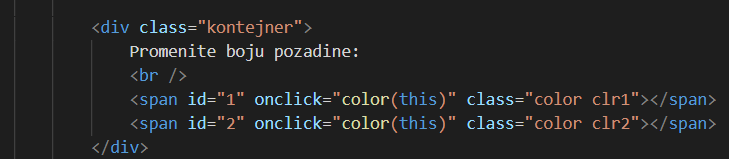 <div class="kontejner">
Promenite boju pozadine:
<br />
<span id="1" onclick="color(this)" class="color clr1"></span>
<span id="2" onclick="color(this)" class="color clr2"></span>
</div>